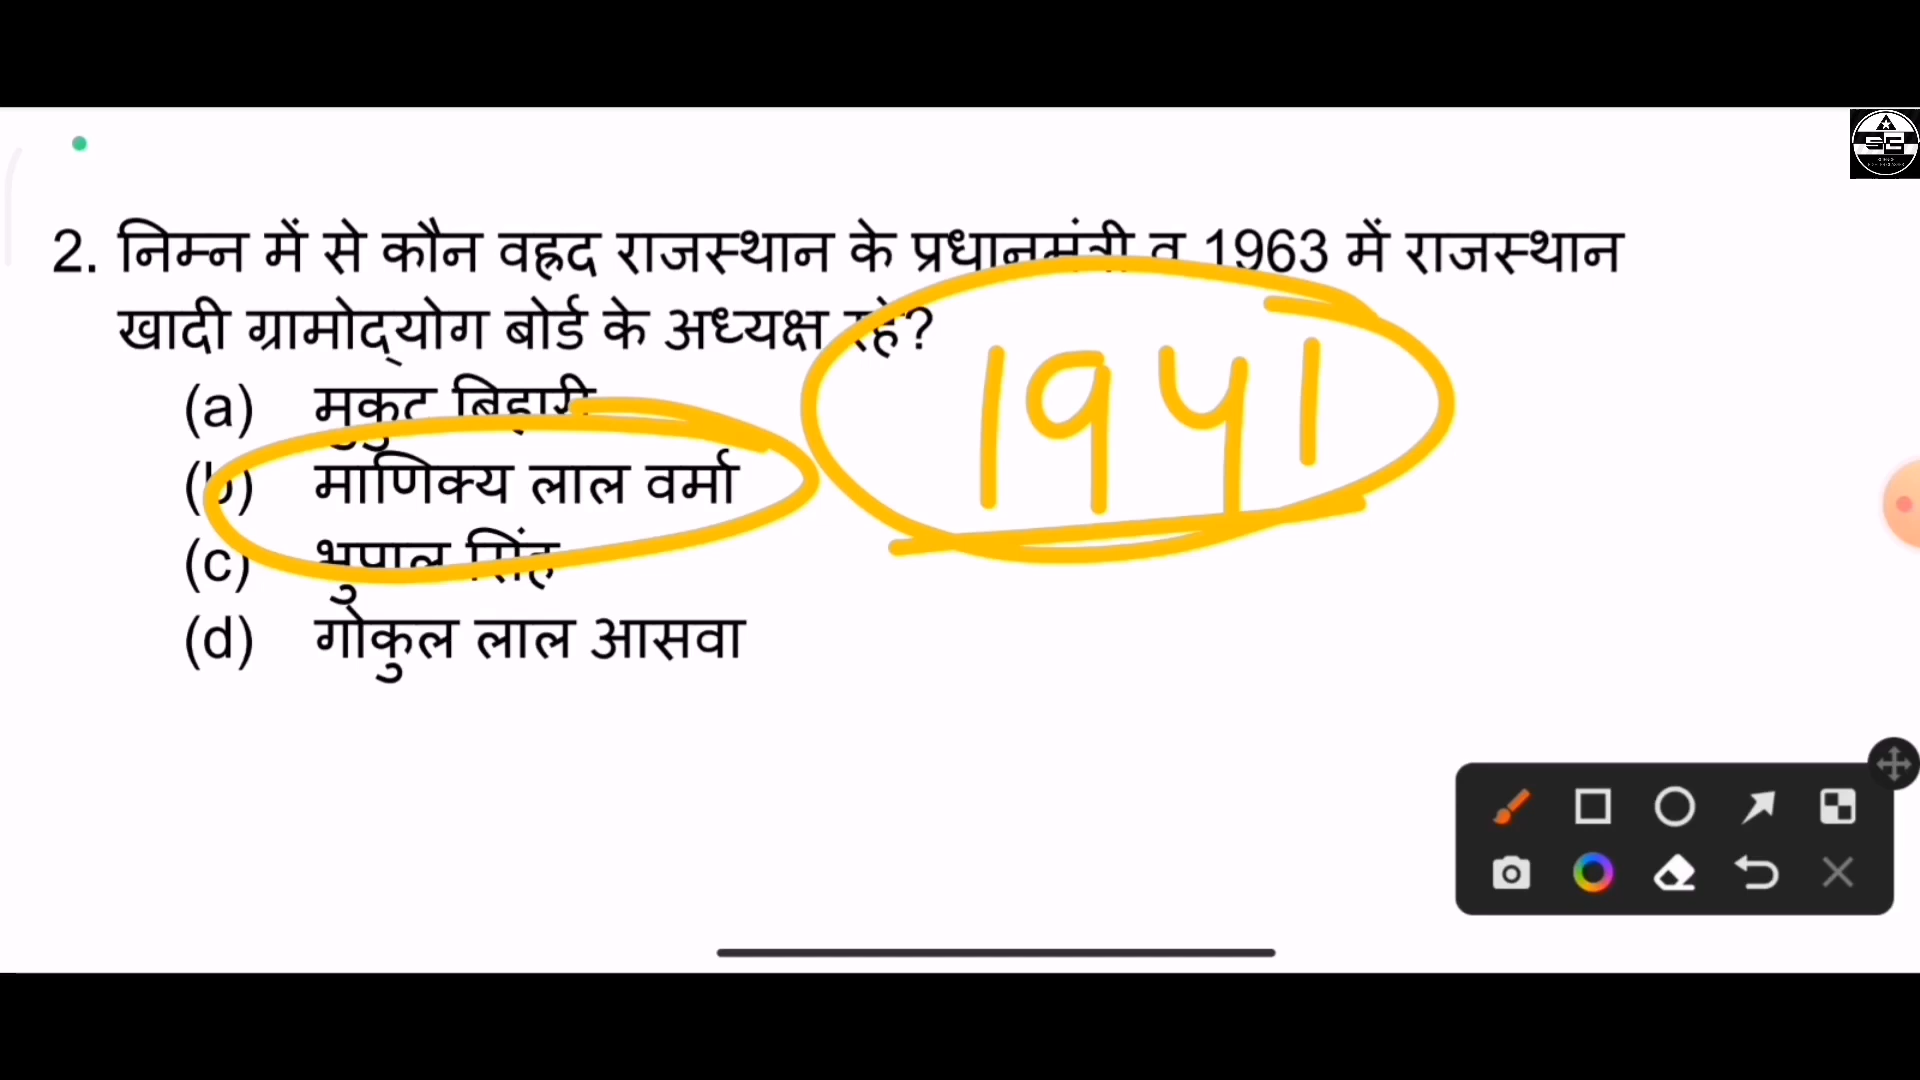 2. निम्न में से कौन वह्रद राजस्थान के प्रधानमंत्री व 1963 में राजस्थान
खादी ग्रामोद्योग बोर्ड के अध्यक्ष रहे?
1941
(a) मुकुट बिहारी
(b) माणिक्य लाल वर्मा
(c) भुपाल सिंह
(d) गोकुल लाल आसवा